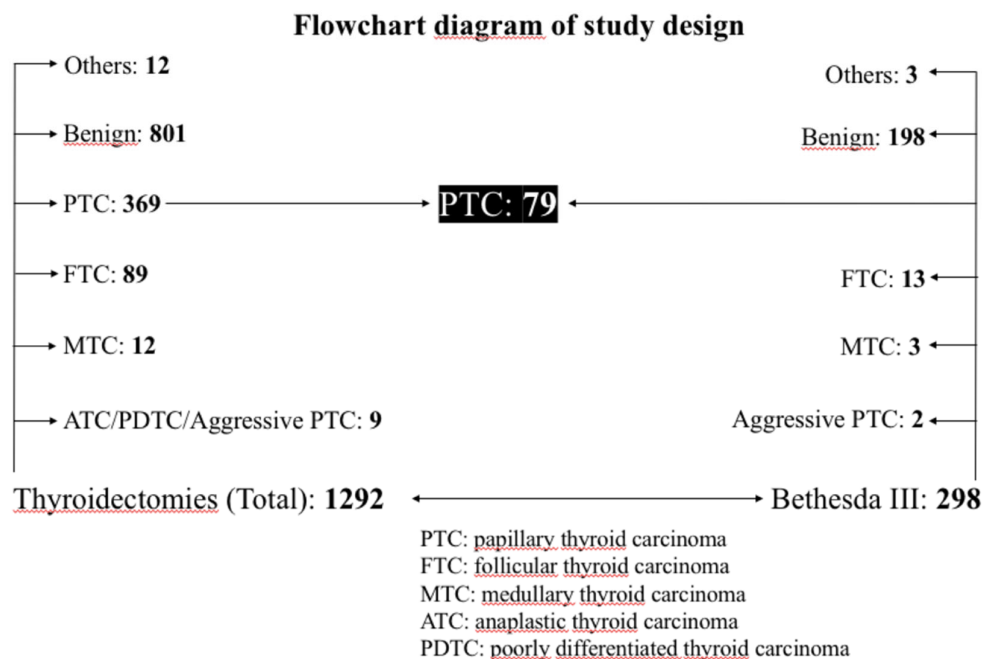 Flowchart diagram of study design
Others: 12
Others: 3
Benign: 801
Benign: 198
PTC: 369
PTC: 79
FTC: 89
FTC: 13
MTC: 12
MTC: 3
ATC/PDTC/Aggressive PTC: 9
Aggressive PTC: 2
Thyroidectomies (Total): 1292
Bethesda III: 298
PTC: papillary thyroid carcinoma
FTC: follicular thyroid carcinoma
MTC: medullary thyroid carcinoma
ATC: anaplastic thyroid carcinoma
PDTC: poorly differentiated thyroid carcinoma